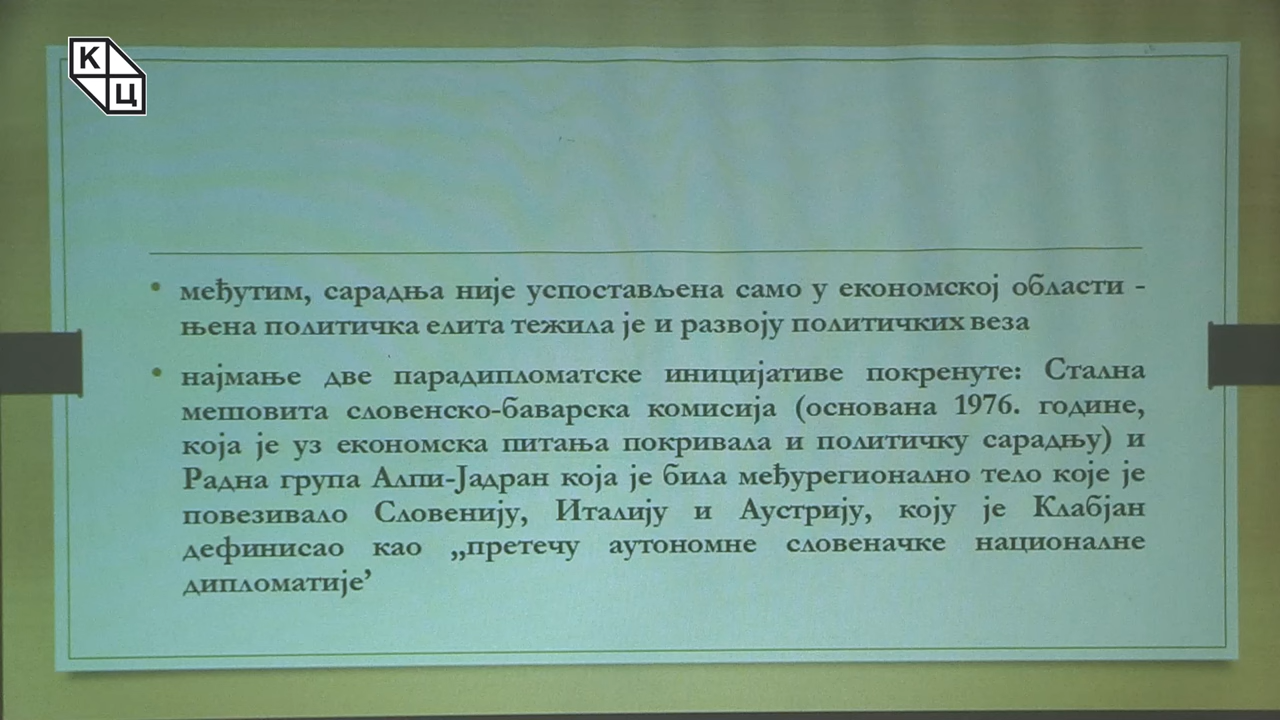 К
Ц
• међутим, сарадња није успостављена само у економској области -
њена политичка елита тежила је и развоју политичких веза
• најмање две парадипломатске иницијативе покренуте: Стална
мешовита словенско-баварска комисија (основана 1976. године,
која је уз економска питања покривала и политичку сарадњу) и
Радна група Алпи-Јадран која је била међурегионално тело које је
повезивало Словенију, Италију и Аустрију, коју је Клабјан
дефинисао као „претечу аутономне словеначке националне
дипломатије’